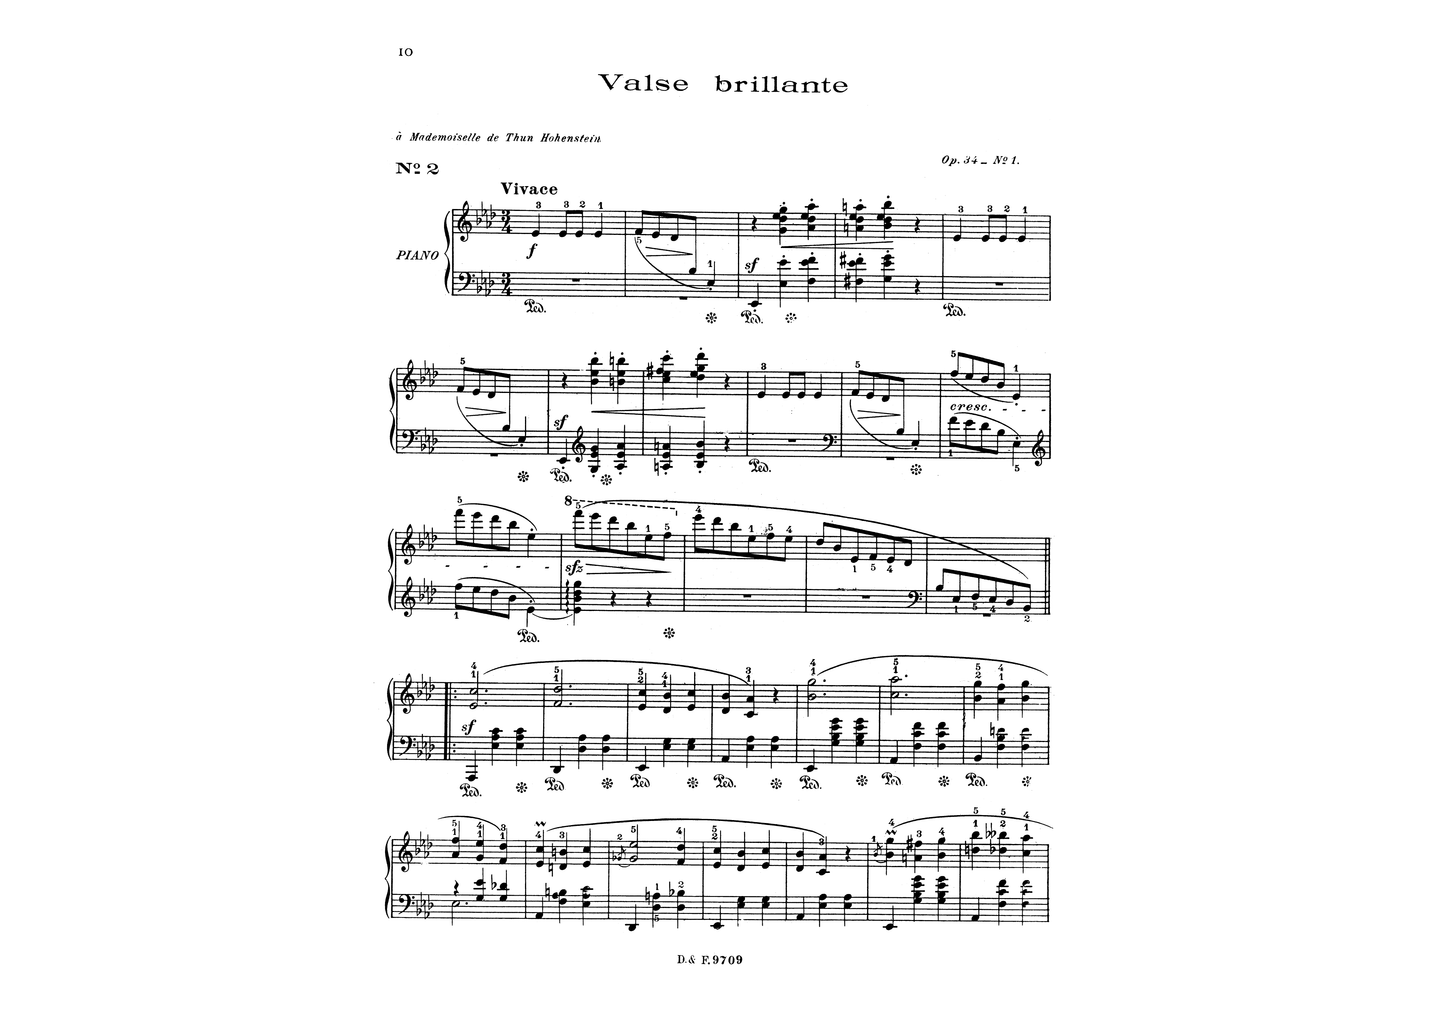 10
Valse brillante
à Mademoiselle de Thun Hohenstein
Op. 34 _ Nº 1.
Nº 2
Vivace
PIANO
f
sf
Ped. Ped. Ped.
sf
cresc.
Ped. Ped.
8
sfz
Ped.
sf
Ped. Ped Ped Ped Ped. Ped Ped.
D. & F. 9709